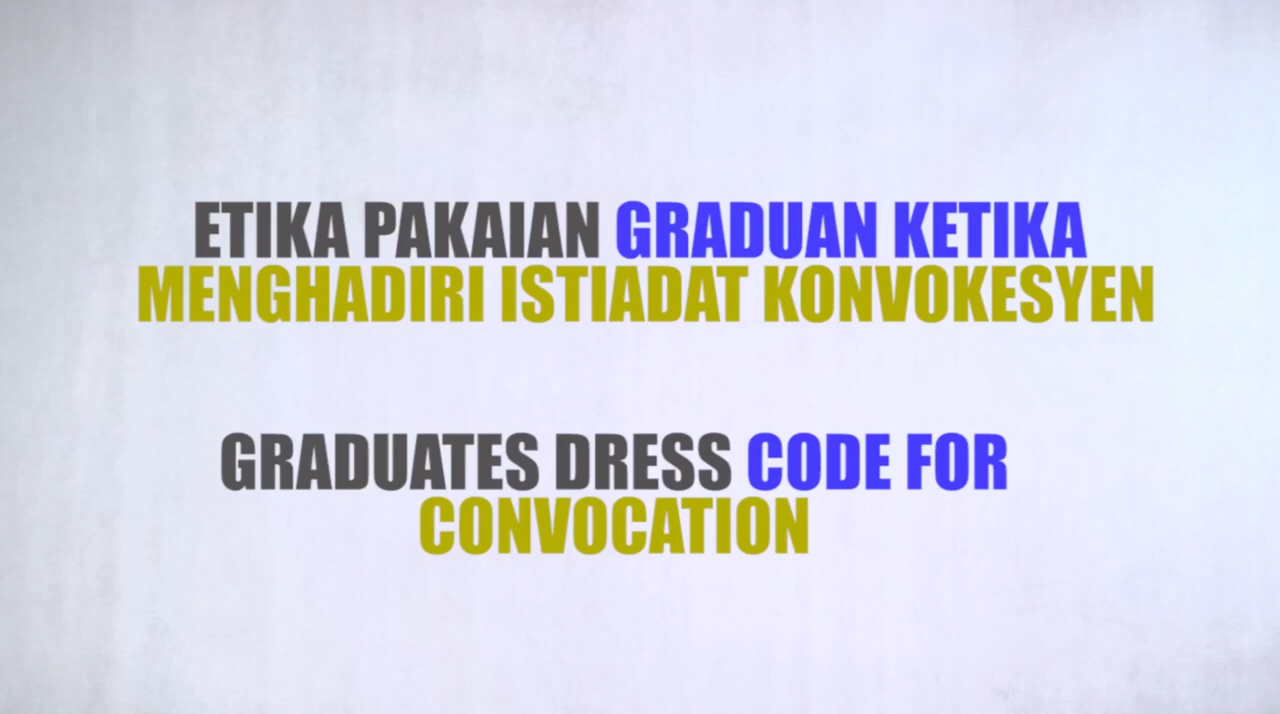 ETIKA PAKAIAN GRADUAN KETIKA
MENGHADIRI ISTIADAT KONVOKESYEN
GRADUATES DRESS CODE FOR
CONVOCATION